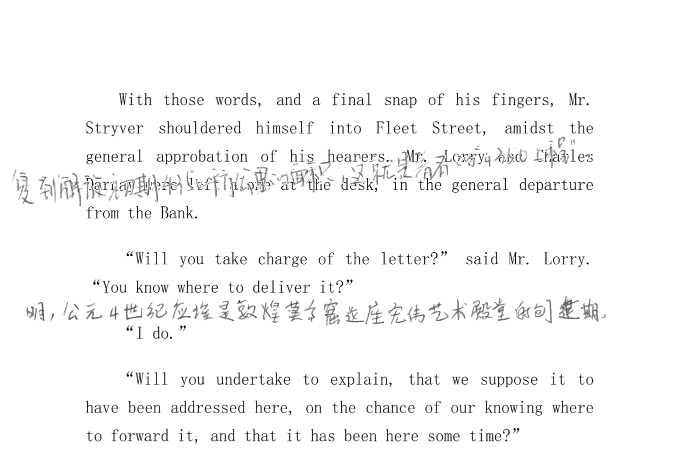 With those words, and a final snap of his fingers, Mr.
Stryver shouldered himself into Fleet Street, amidst the
general approbation of his hearers. Mr. Lorry and Charles
复到解放初期
Darnay were left alone at the desk, in the general departure
from the Bank.
“Will you take charge of the letter?” said Mr. Lorry.
“You know where to deliver it?”
明，公元4世纪应该是敦煌莫高窟这座宏伟艺术殿堂的创建期。
“I do.”
“Will you undertake to explain, that we suppose it to
have been addressed here, on the chance of our knowing where
to forward it, and that it has been here some time?”